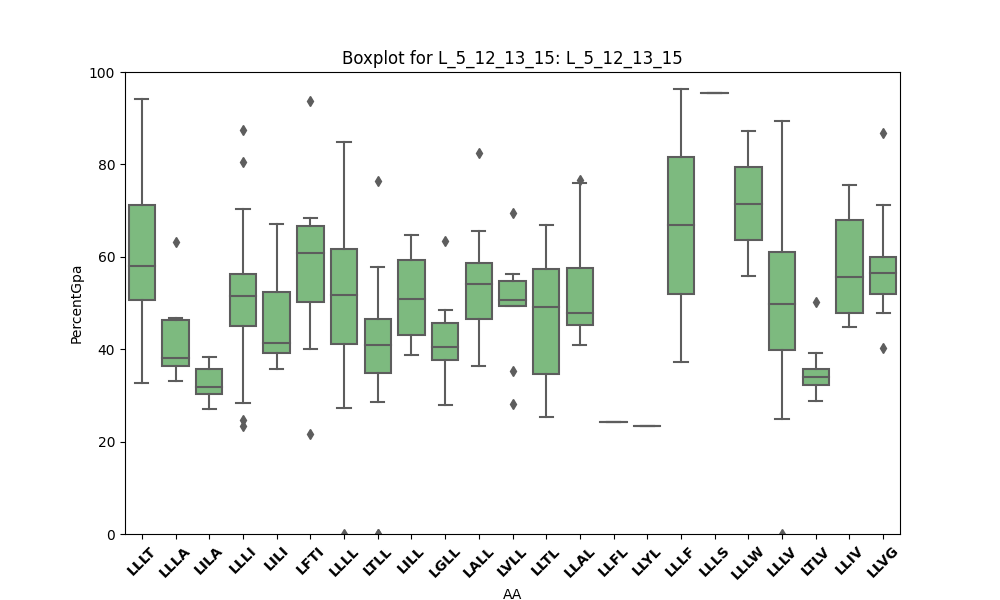 Boxplot for L_5_12_13_15: L_5_12_13_15
100
80
60
40
20
0
PercentGpa
LLLT LLLA LILA LLLI LILI LFTI LLLL LTLL LILL LGLL LALL LVLL LLTL LLAL LLFL LLYL LLLF LLLS LLLW LLLV LTLV LLIV LLVG
AA